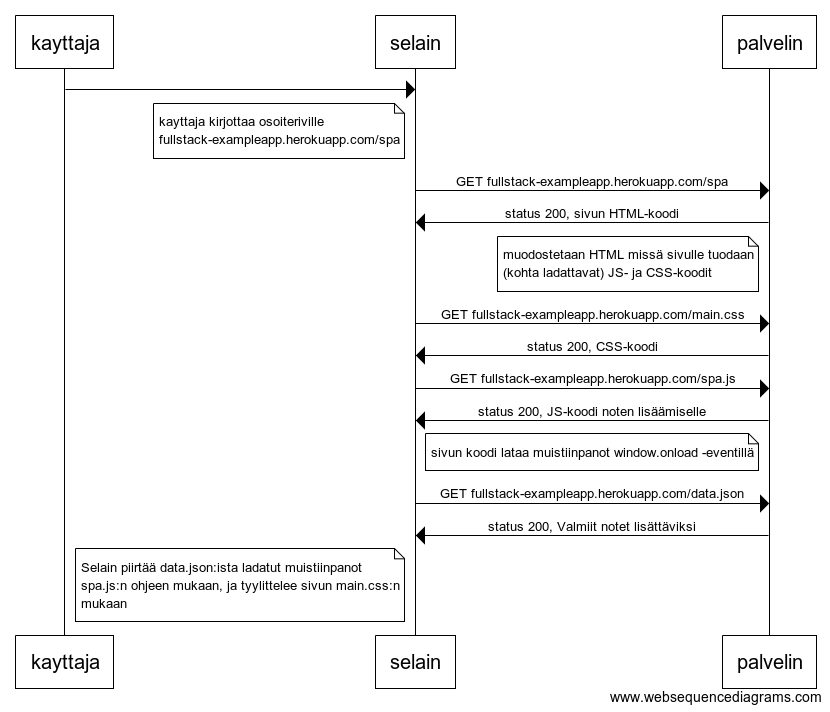 kayttaja
selain
palvelin
kayttaja kirjottaa osoiteriville
fullstack-exampleapp.herokuapp.com/spa
GET fullstack-exampleapp.herokuapp.com/spa
status 200, sivun HTML-koodi
muodostetaan HTML missä sivulle tuodaan
(kohta ladattavat) JS- ja CSS-koodit
GET fullstack-exampleapp.herokuapp.com/main.css
status 200, CSS-koodi
GET fullstack-exampleapp.herokuapp.com/spa.js
status 200, JS-koodi noten lisäämiselle
sivun koodi lataa muistiinpanot window.onload -eventillä
GET fullstack-exampleapp.herokuapp.com/data.json
status 200, Valmiit notet lisättäviksi
Selain piirtää data.json:ista ladatut muistiinpanot
spa.js:n ohjeen mukaan, ja tyylittelee sivun main.css:n
mukaan
kayttaja
selain
palvelin
www.websequencediagrams.com